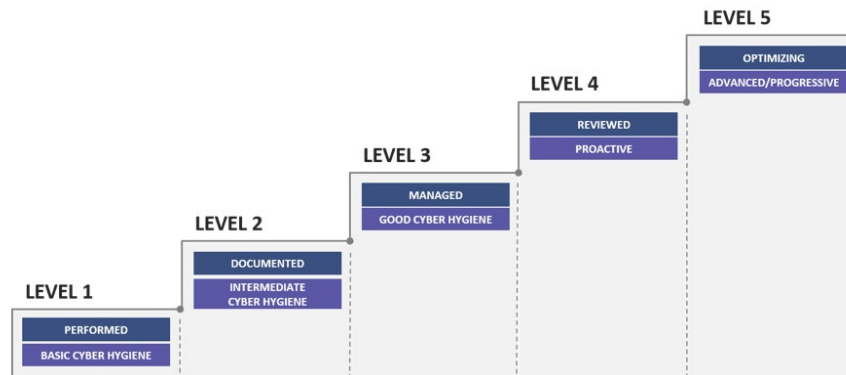 LEVEL 5
OPTIMIZING
ADVANCED/PROGRESSIVE
LEVEL 4
REVIEWED
PROACTIVE
LEVEL 3
MANAGED
GOOD CYBER HYGIENE
LEVEL 2
DOCUMENTED
INTERMEDIATE
CYBER HYGIENE
LEVEL 1
PERFORMED
BASIC CYBER HYGIENE